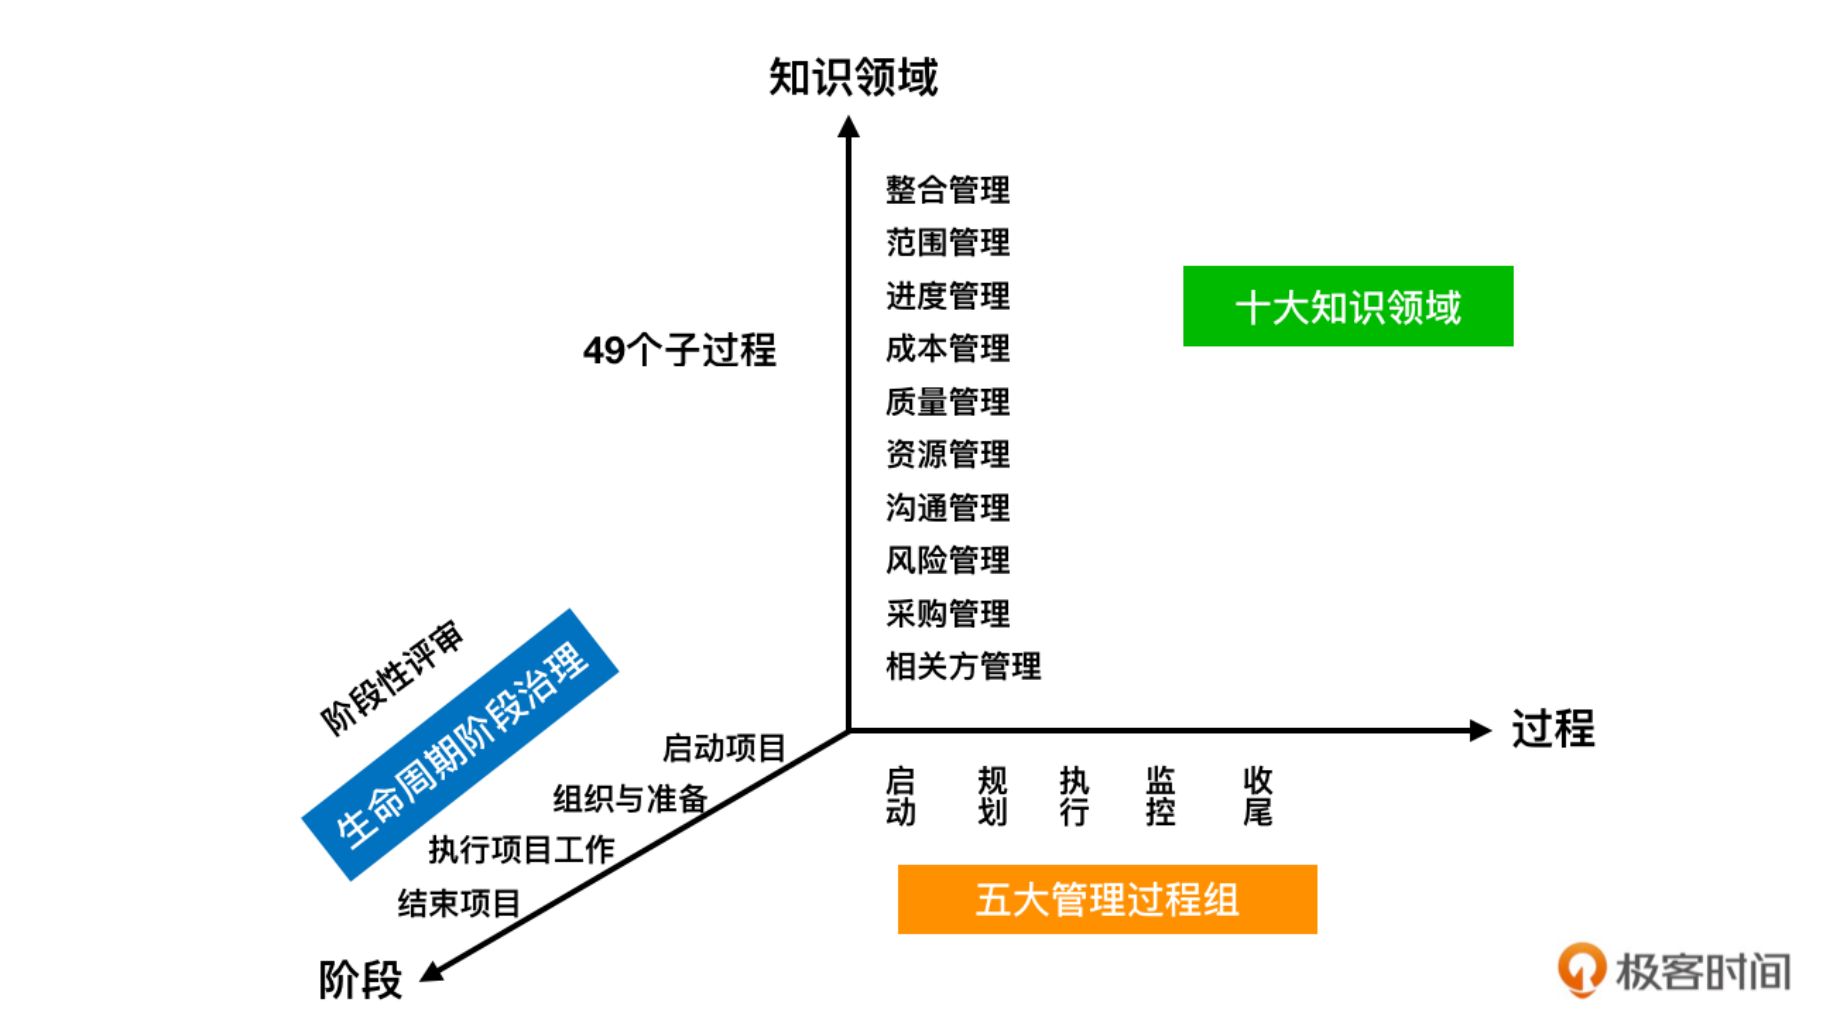 知识领域
整合管理
范围管理
进度管理
成本管理
质量管理
资源管理
沟通管理
风险管理
采购管理
相关方管理
十大知识领域
49个子过程
阶段性评审
生命周期阶段治理
启动项目
组织与准备
执行项目工作
结束项目
阶段
过程
启动
规划
执行
监控
收尾
五大管理过程组
极客时间